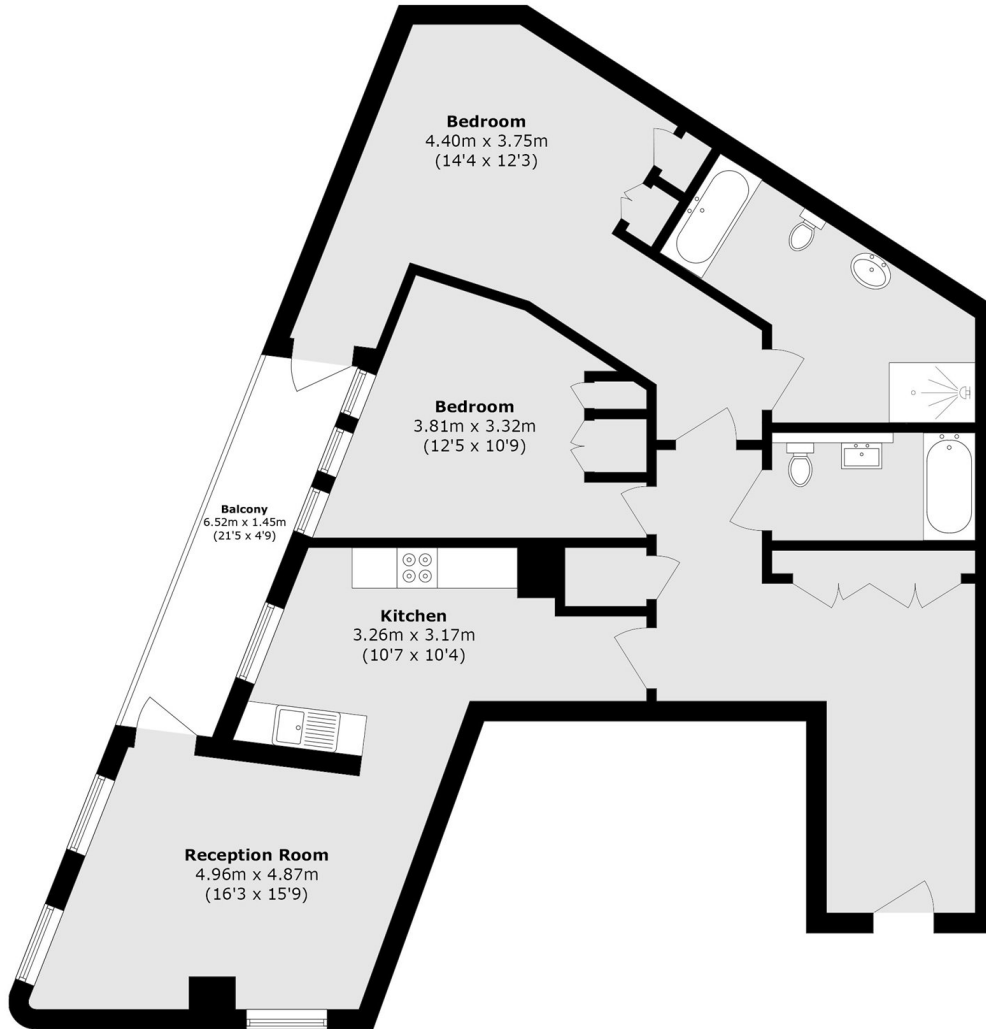 Bedroom
4.40m x 3.75m
(14'4 x 12'3)
Bedroom
3.81m x 3.32m
(12'5 x 10'9)
Balcony
6.52m x 1.45m
(21'5 x 4'9)
Kitchen
3.26m x 3.17m
(10'7 x 10'4)
Reception Room
4.96m x 4.87m
(16'3 x 15'9)